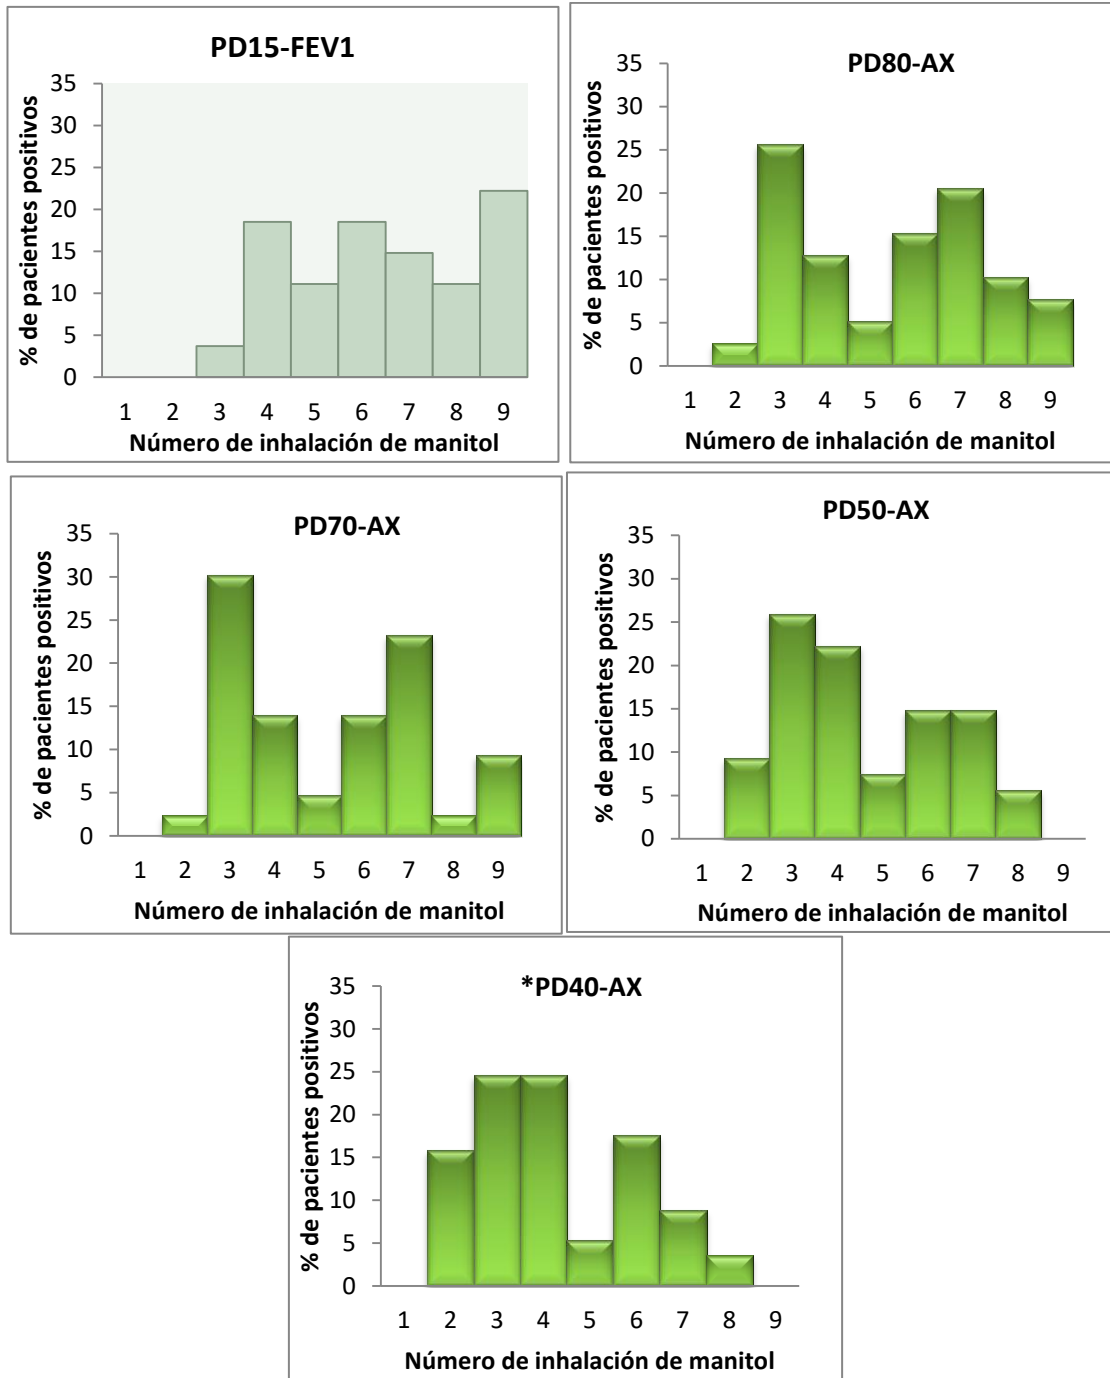 PD15-FEV1
% de pacientes positivos
35
30
25
20
15
10
5
0
1 2 3 4 5 6 7 8 9
Número de inhalación de manitol
PD80-AX
% de pacientes positivos
35
30
25
20
15
10
5
0
1 2 3 4 5 6 7 8 9
Número de inhalación de manitol
PD70-AX
% de pacientes positivos
35
30
25
20
15
10
5
0
1 2 3 4 5 6 7 8 9
Número de inhalación de manitol
PD50-AX
% de pacientes positivos
35
30
25
20
15
10
5
0
1 2 3 4 5 6 7 8 9
Número de inhalación de manitol
*PD40-AX
% de pacientes positivos
35
30
25
20
15
10
5
0
1 2 3 4 5 6 7 8 9
Número de inhalación de manitol